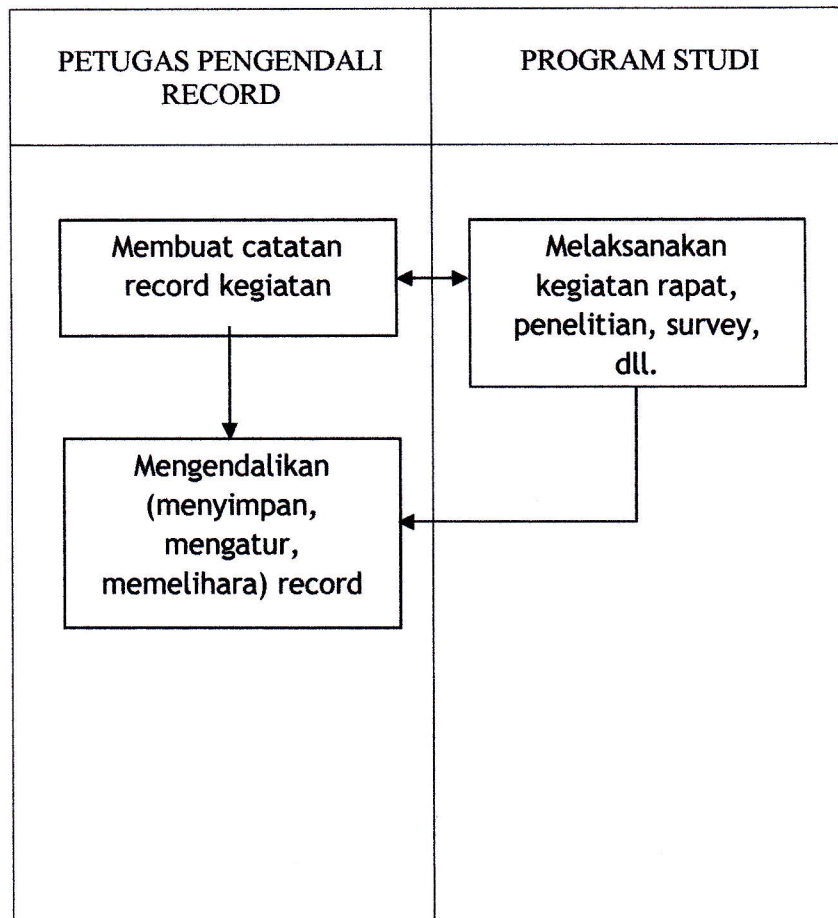 PETUGAS PENGENDALI
RECORD
PROGRAM STUDI
Membuat catatan
record kegiatan
Melaksanakan
kegiatan rapat,
penelitian, survey,
dll.
Mengendalikan
(menyimpan,
mengatur,
memelihara) record